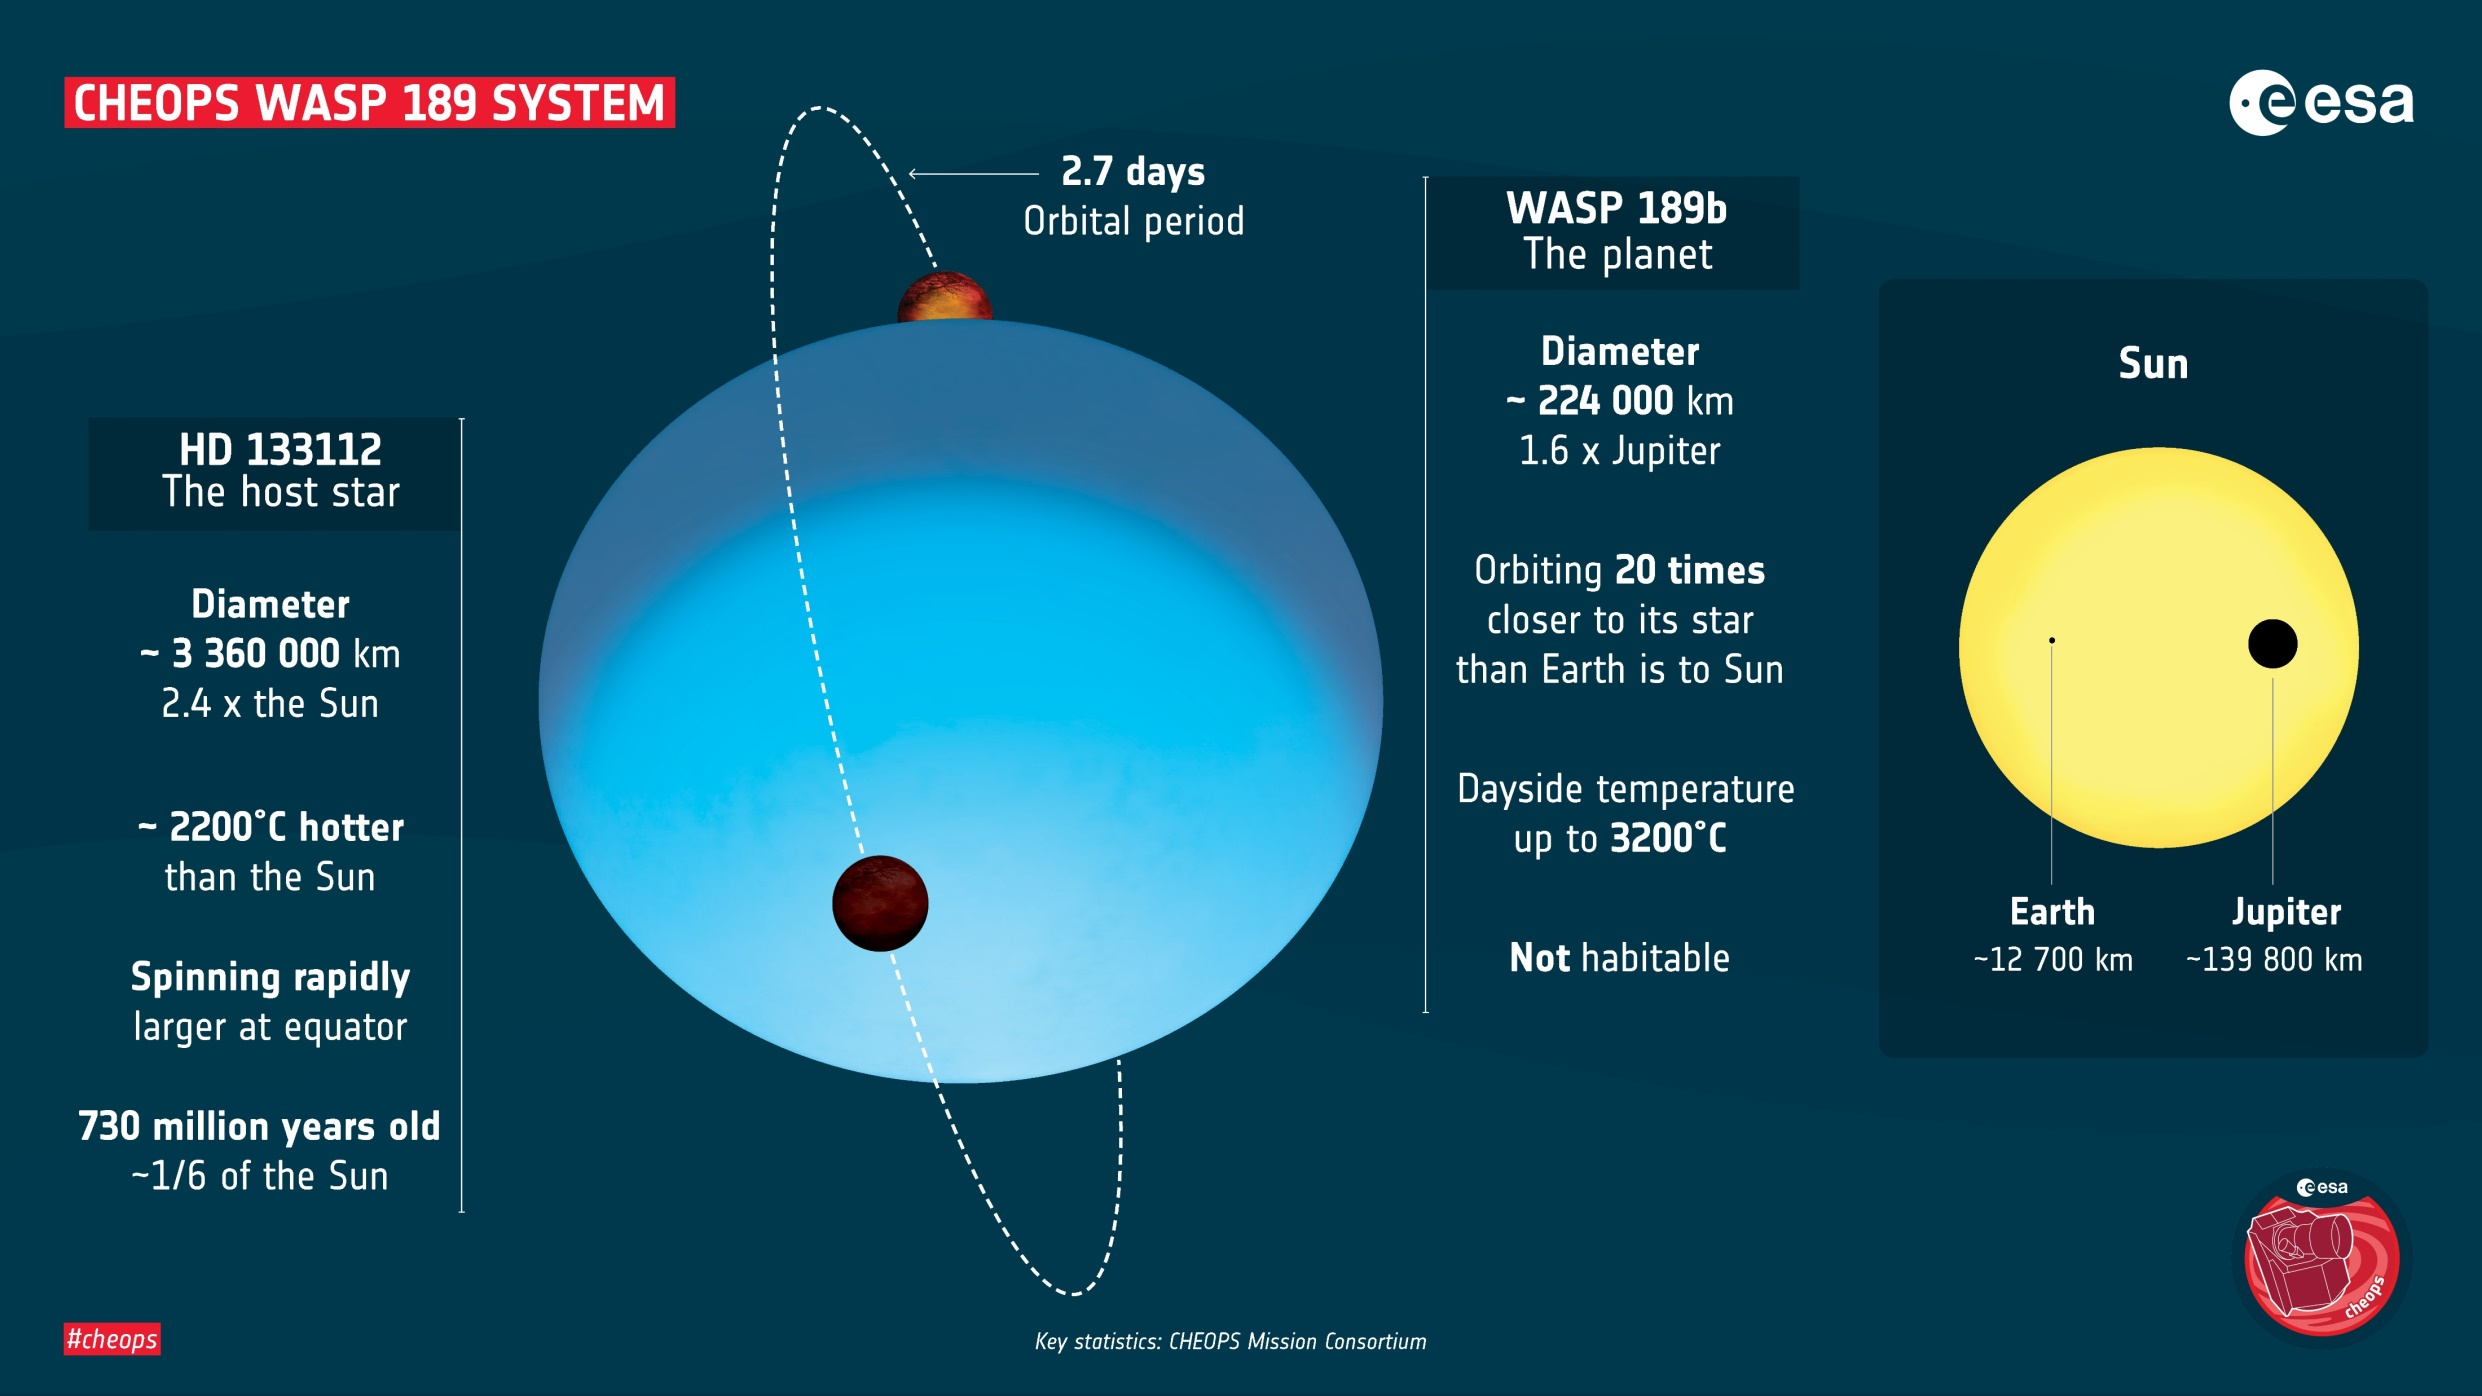 CHEOPS WASP 189 SYSTEM
esa
2.7 days
Orbital period
HD 133112
The host star
Diameter
~ 3 360 000 km
2.4 x the Sun
~ 2200°C hotter
than the Sun
Spinning rapidly
larger at equator
730 million years old
~1/6 of the Sun
WASP 189b
The planet
Diameter
~ 224 000 km
1.6 x Jupiter
Orbiting 20 times
closer to its star
than Earth is to Sun
Dayside temperature
up to 3200°C
Not habitable
Sun
Earth
~12 700 km
Jupiter
~139 800 km
esa
cheops
#cheops
Key statistics: CHEOPS Mission Consortium